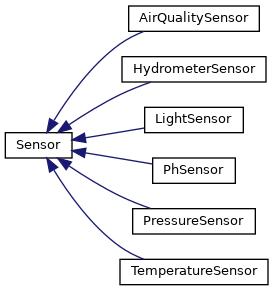 AirQualitySensor
HydrometerSensor
LightSensor
Sensor
PhSensor
PressureSensor
TemperatureSensor